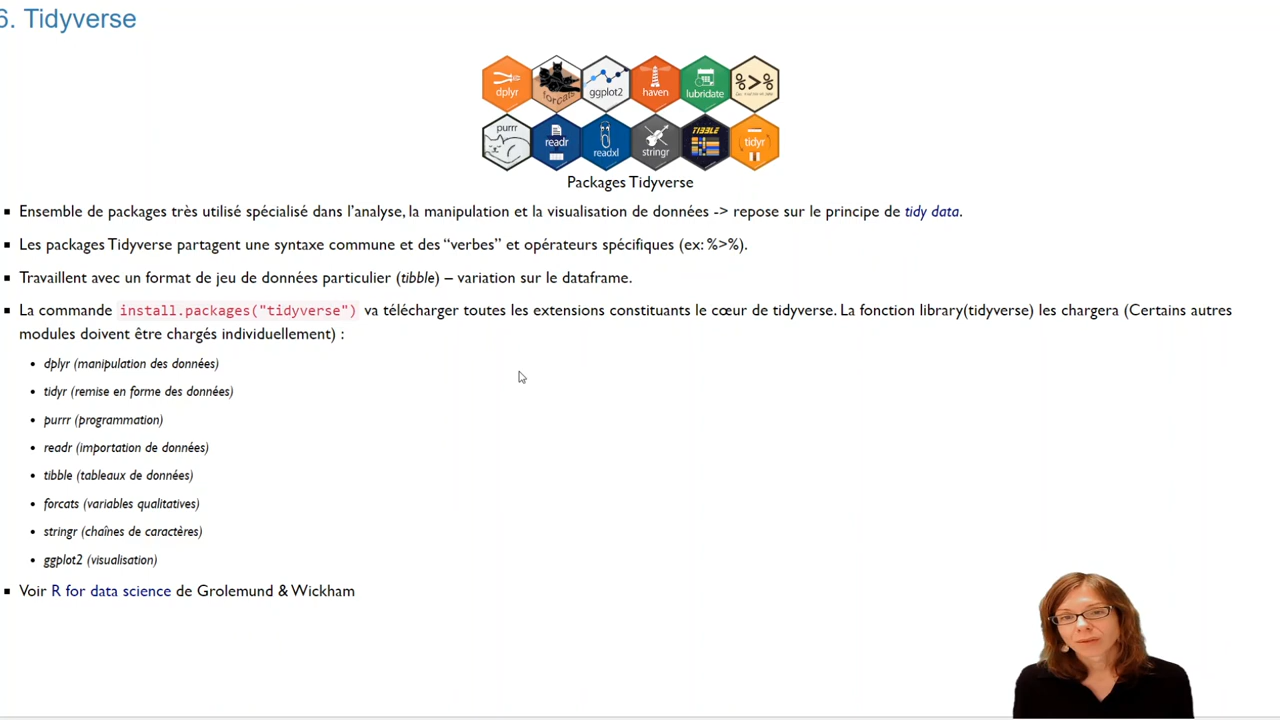 6. Tidyverse
dplyr forcats ggplot2 haven lubridate %>%
purrr readr readxl stringr TIBBLE tidyr
Packages Tidyverse
Ensemble de packages très utilisé spécialisé dans l'analyse, la manipulation et la visualisation de données -> repose sur le principe de tidy data.
Les packages Tidyverse partagent une syntaxe commune et des “verbes” et opérateurs spécifiques (ex: %>%).
Travaillent avec un format de jeu de données particulier (tibble) – variation sur le dataframe.
La commande install.packages("tidyverse") va télécharger toutes les extensions constituants le cœur de tidyverse. La fonction library(tidyverse) les chargera (Certains autres
modules doivent être chargés individuellement) :
dplyr (manipulation des données)
tidyr (remise en forme des données)
purrr (programmation)
readr (importation de données)
tibble (tableaux de données)
forcats (variables qualitatives)
stringr (chaînes de caractères)
ggplot2 (visualisation)
Voir R for data science de Grolemund & Wickham